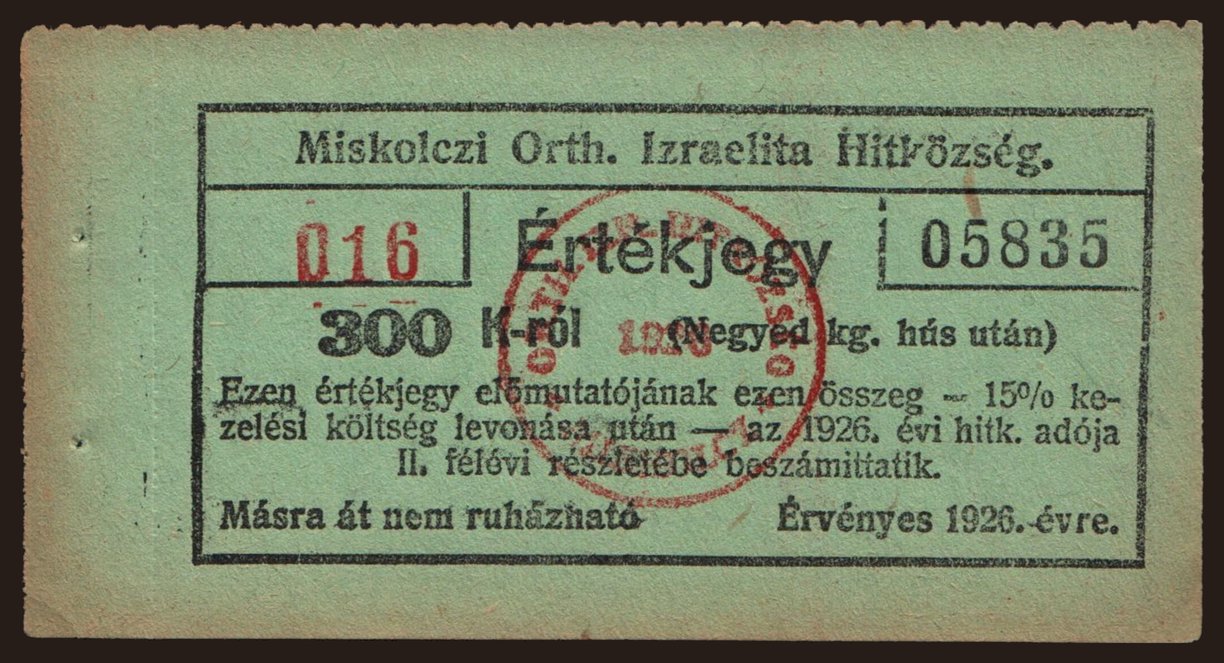 Miskolczi Orth. Izraelita Hitközség.
016 Értékjegy 05835
300 K-ról (Negyed kg. hús után)
Ezen értékjegy előmutatójának ezen összeg — 15% ke-
zelési költség levonása után — az 1926. évi hitk. adója
II. félévi részletébe beszámittatik.
Másra át nem ruházható Érvényes 1926. évre.